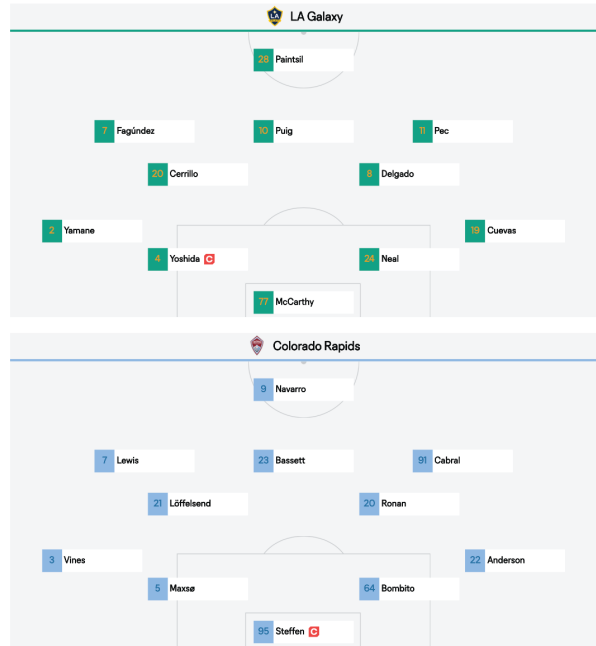 LA Galaxy
28 Paintsil
7 Fagúndez 10 Puig 11 Pec
20 Cerrillo 8 Delgado
2 Yamane 19 Cuevas
4 Yoshida C 24 Neal
77 McCarthy
Colorado Rapids
9 Navarro
7 Lewis 23 Bassett 91 Cabral
21 Löffelsend 20 Ronan
3 Vines 22 Anderson
5 Maxsø 64 Bombito
95 Steffen C